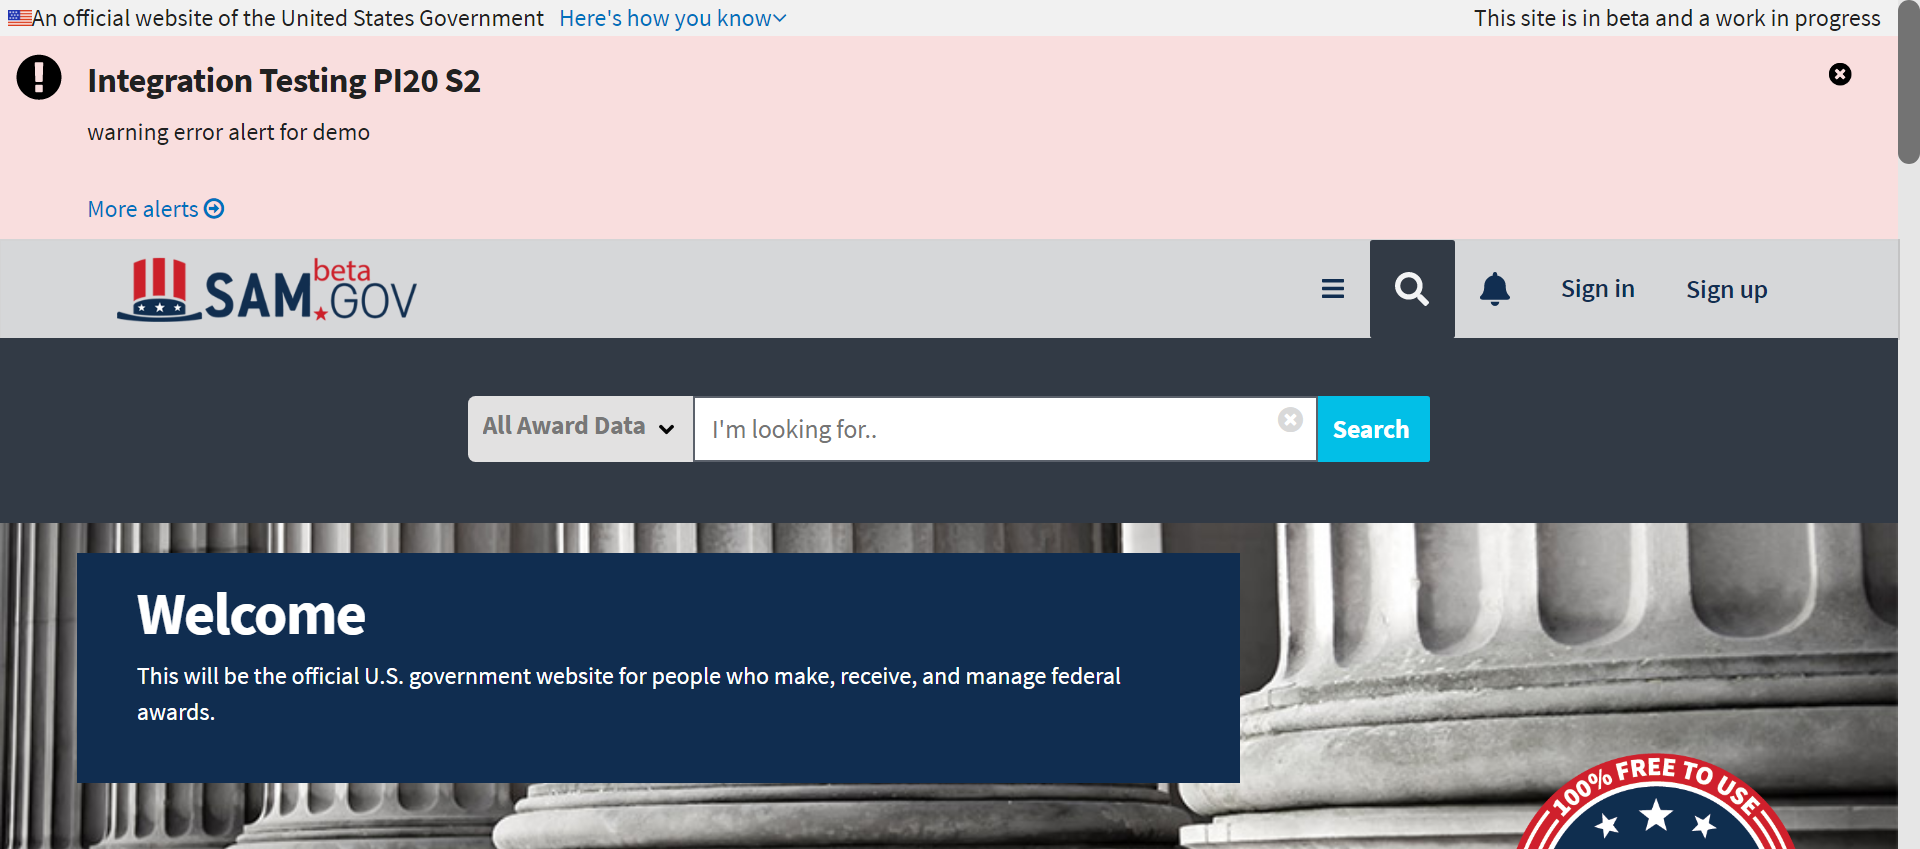 An official website of the United States Government Here's how you know
This site is in beta and a work in progress
Integration Testing PI20 S2
warning error alert for demo
More alerts
SAM.GOV beta
Sign in
Sign up
All Award Data
I'm looking for..
Search
Welcome
This will be the official U.S. government website for people who make, receive, and manage federal
awards.
100% FREE TO USE